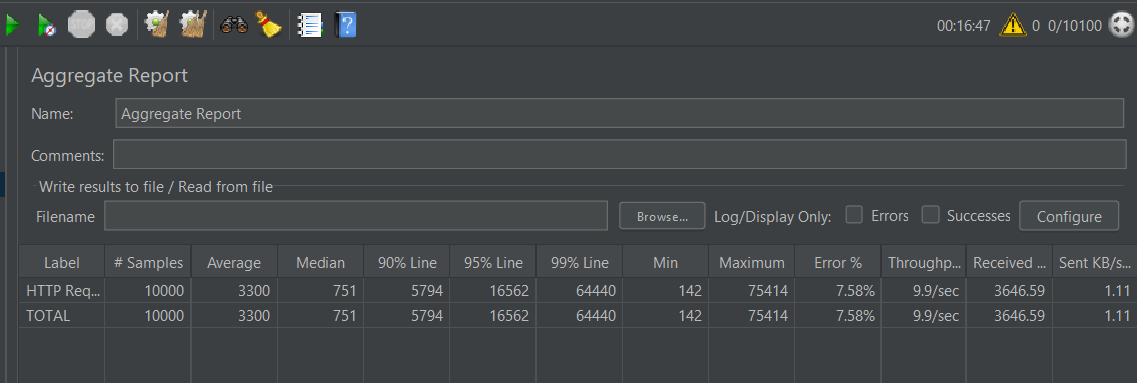 00:16:47 0 0/10100
Aggregate Report
Name: Aggregate Report
Comments:
Write results to file / Read from file
Filename Browse... Log/Display Only: Errors Successes Configure
Label # Samples Average Median 90% Line 95% Line 99% Line Min Maximum Error % Throughp... Received ... Sent KB/s...
HTTP Req... 10000 3300 751 5794 16562 64440 142 75414 7.58% 9.9/sec 3646.59 1.11
TOTAL 10000 3300 751 5794 16562 64440 142 75414 7.58% 9.9/sec 3646.59 1.11